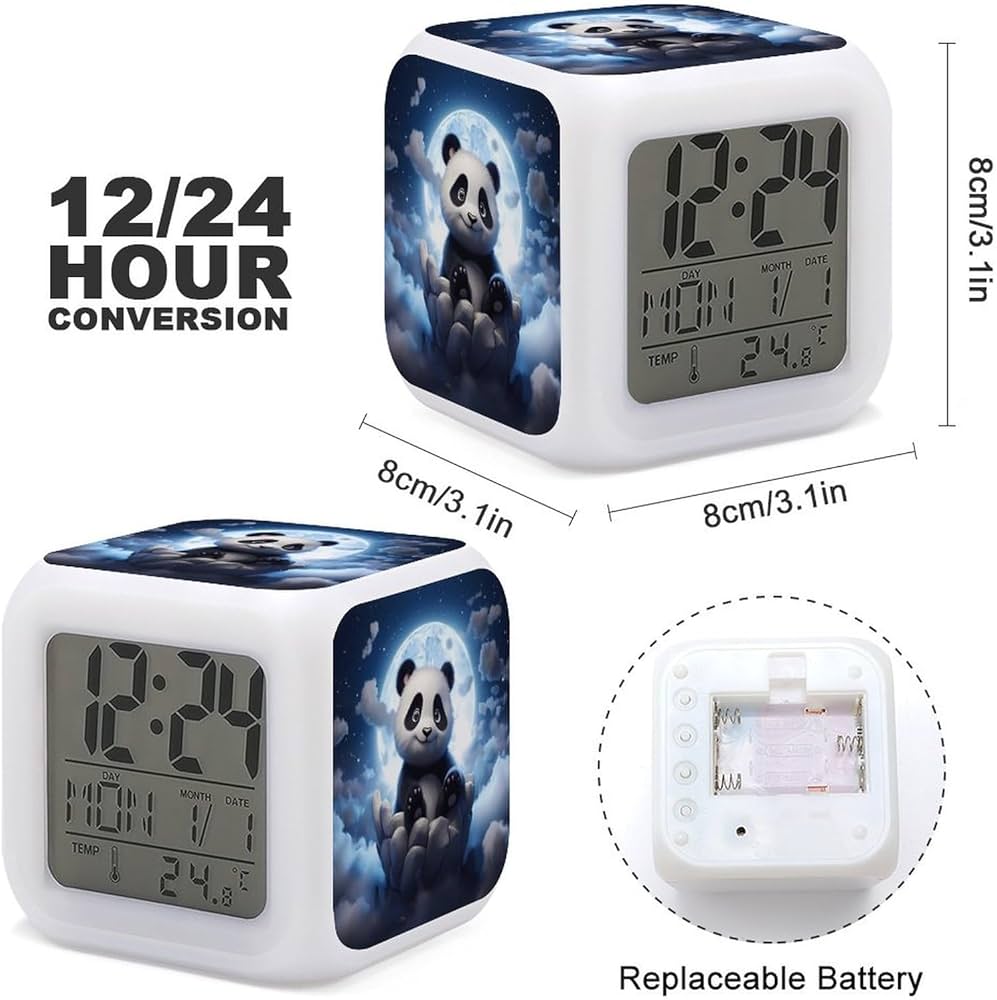 12/24
HOUR
CONVERSION
12:24
DAY MONTH DATE
MON 1/ 1
TEMP 24.8 °C
8cm/3.1in
8cm/3.1in
8cm/3.1in
12:24
DAY MONTH DATE
MON 1/ 1
TEMP 24.8 °C
Replaceable Battery